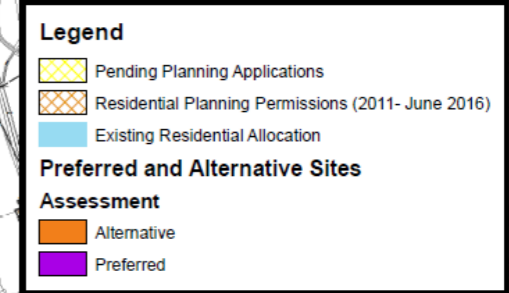 Legend
Pending Planning Applications
Residential Planning Permissions (2011- June 2016)
Existing Residential Allocation
Preferred and Alternative Sites
Assessment
Alternative
Preferred